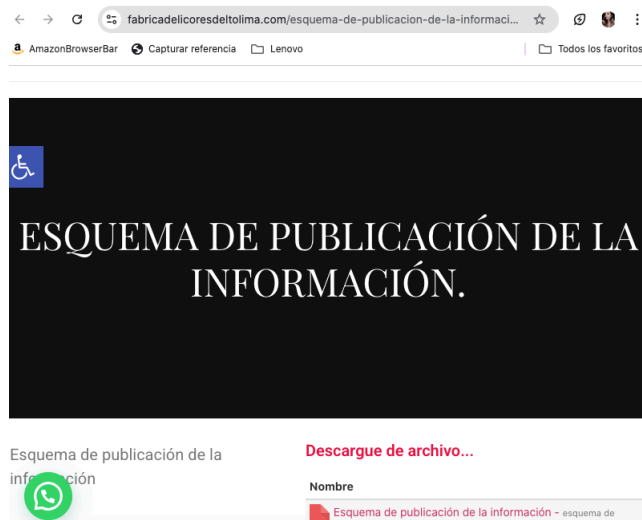 fabricadelicoresdeltolima.com/esquema-de-publicacion-de-la-informaci...
AmazonBrowserBar Capturar referencia Lenovo Todos los favoritos
ESQUEMA DE PUBLICACIÓN DE LA
INFORMACIÓN.
Esquema de publicación de la
información
Descargue de archivo...
Nombre
Esquema de publicación de la información - esquema de